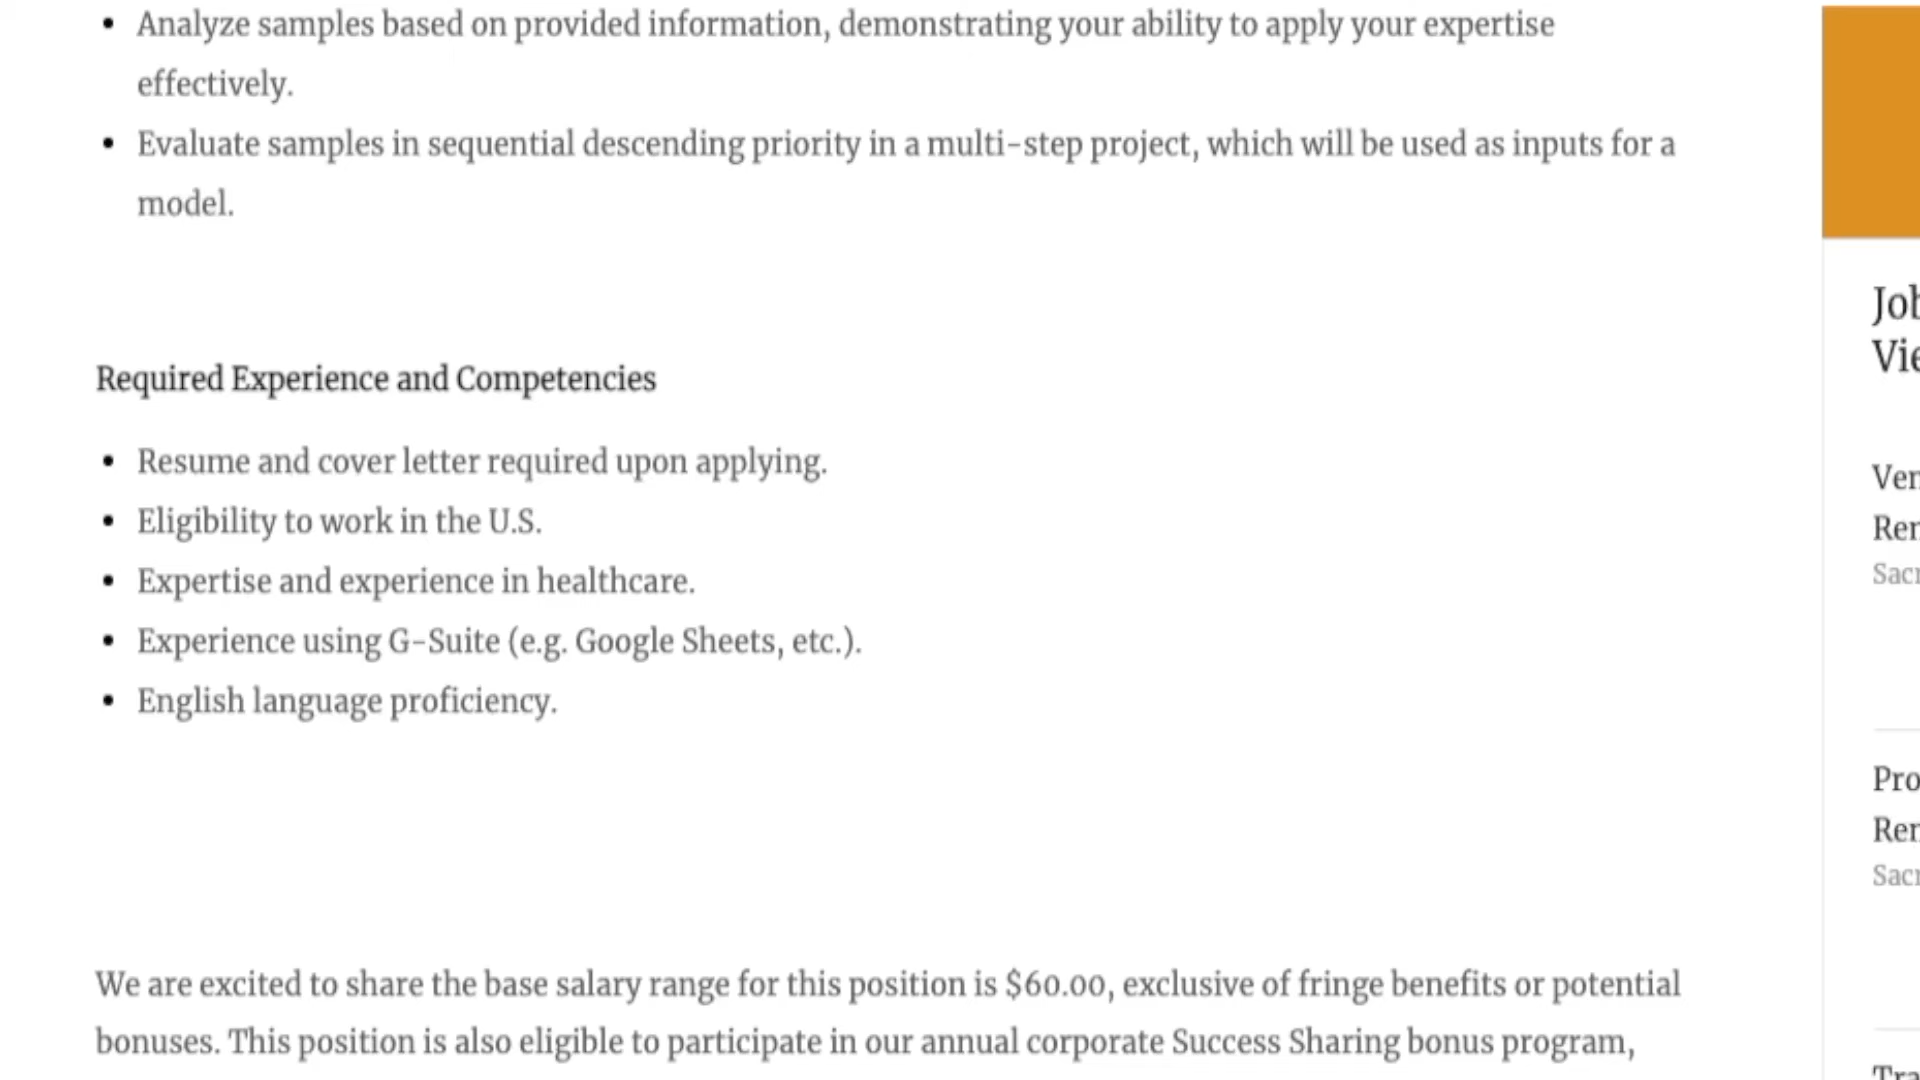 Analyze samples based on provided information, demonstrating your ability to apply your expertise
effectively.
Evaluate samples in sequential descending priority in a multi-step project, which will be used as inputs for a
model.
Required Experience and Competencies
Resume and cover letter required upon applying.
Eligibility to work in the U.S.
Expertise and experience in healthcare.
Experience using G-Suite (e.g. Google Sheets, etc.).
English language proficiency.
We are excited to share the base salary range for this position is $60.00, exclusive of fringe benefits or potential
bonuses. This position is also eligible to participate in our annual corporate Success Sharing bonus program,